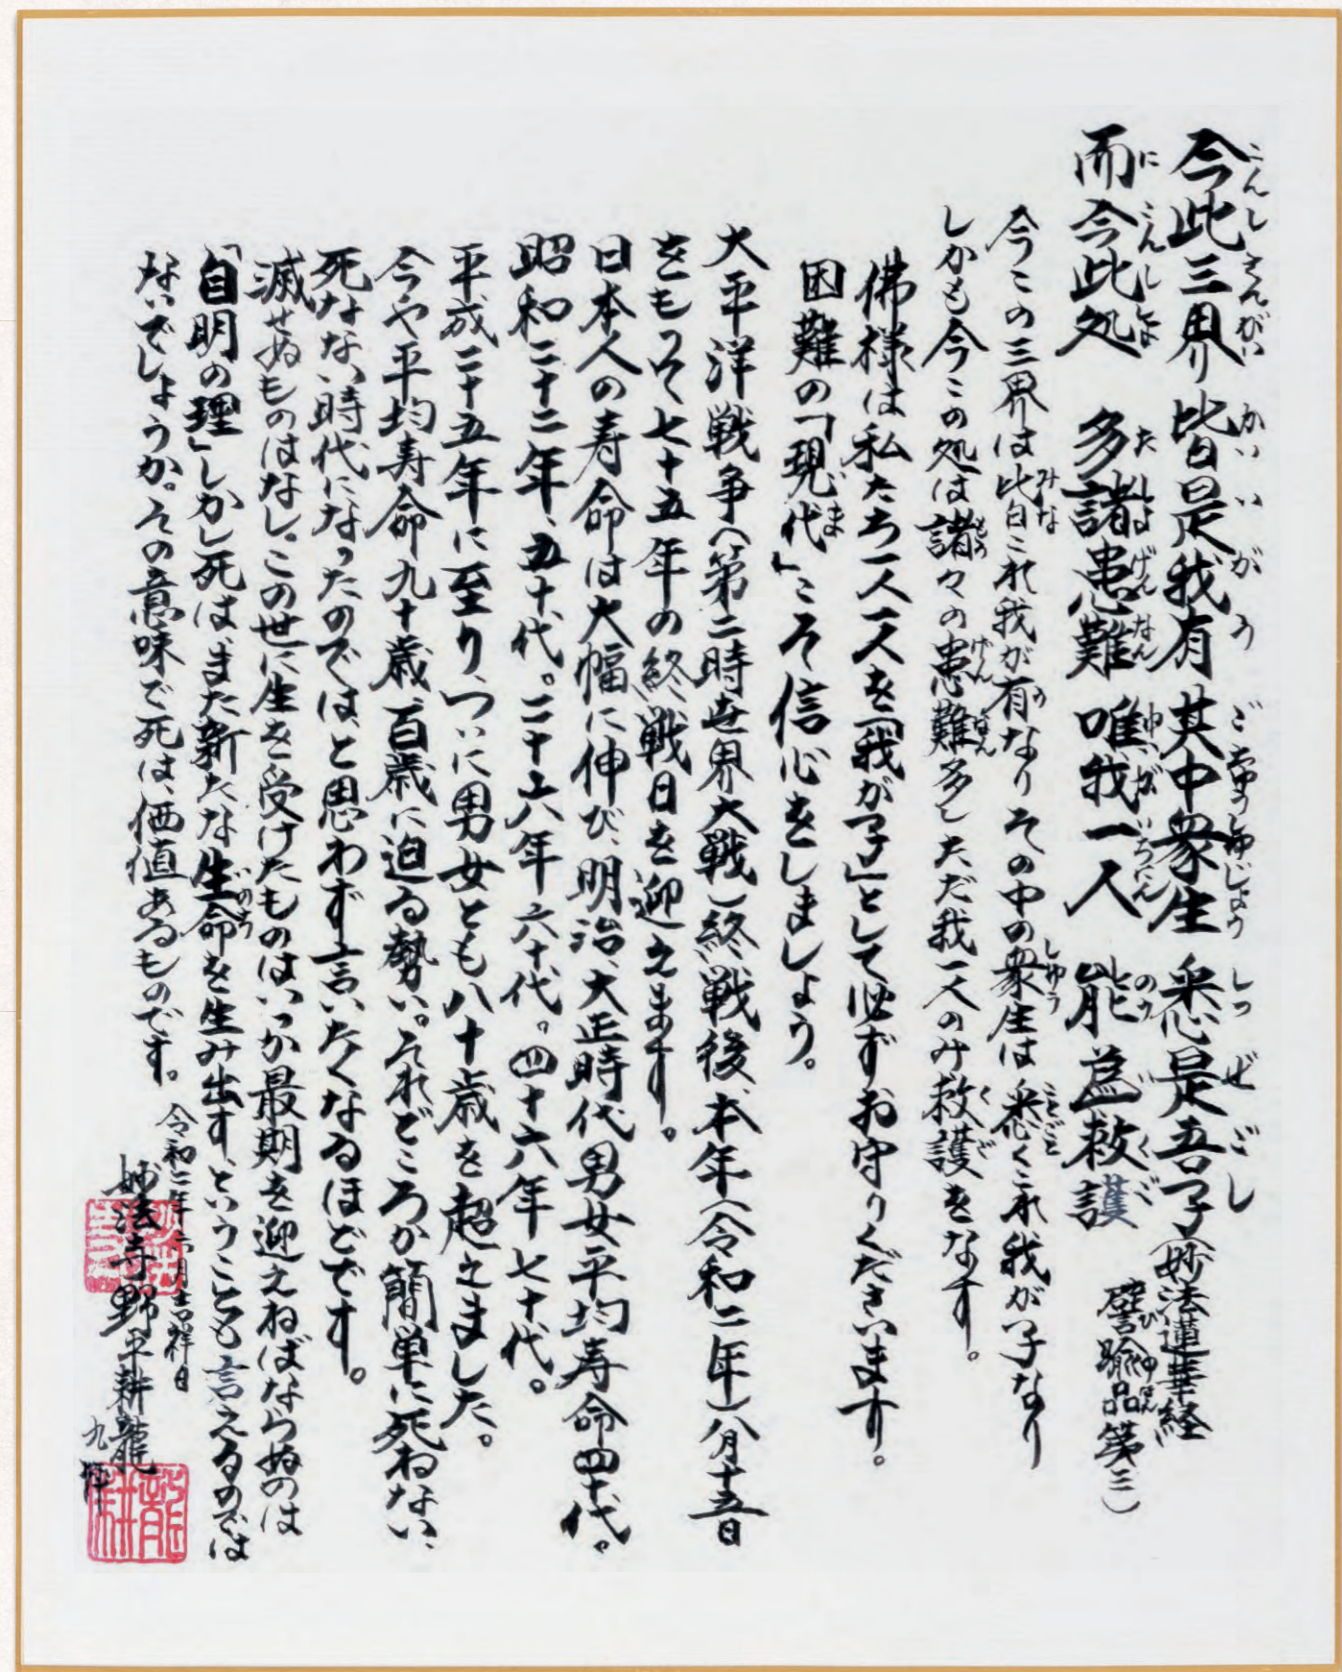 今此三界 皆是我有 其中衆生 悉是吾子(妙法蓮華経
而今此処 多諸患難 唯我一人 能為救護 譬喩品第三)
今この三界は皆これ我が有なり その中の衆生は悉くこれ我が子なり
しかも今この処は諸々の患難多し ただ我一人のみ救護をなす。
佛様は私たち一人一人を「我が子」として必ずお守りくださいます。
困難の「現代」こそ信心をしましょう。
大平洋戦争(第二時世界大戦)終戦後、本年(令和二年)八月十五日
をもって七十五年の終戦日を迎えます。
日本人の寿命は大幅に伸び、明治、大正時代男女平均寿命四十代。
昭和二十二年、五十代。二十六年 六十代。四十六年 七十代。
平成二十五年に至り、ついに男女とも八十歳を超えました。
今や平均寿命九十歳、百歳に迫る勢い。それどころか簡単に死ねない、
死なない時代になったのでは、と思わず言いたくなるほどです。
滅せぬものはなし。この世に生を受けたものはいつか最期を迎えねばならぬのは
「自明の理」しかし死は、また新たな生命を生み出す、ということも言えるのでは
ないでしょうか。その意味で死は、価値あるものです。
令和二年 月吉祥日
妙法寺 野平耕龍
九拝